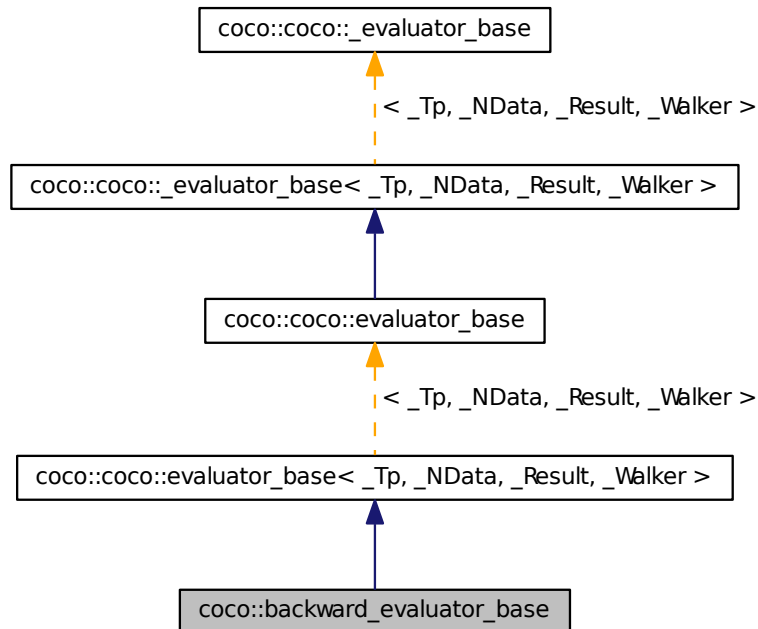 coco::coco::_evaluator_base
< _Tp, _NData, _Result, _Walker >
coco::coco::_evaluator_base< _Tp, _NData, _Result, _Walker >
coco::coco::evaluator_base
< _Tp, _NData, _Result, _Walker >
coco::coco::evaluator_base< _Tp, _NData, _Result, _Walker >
coco::backward_evaluator_base